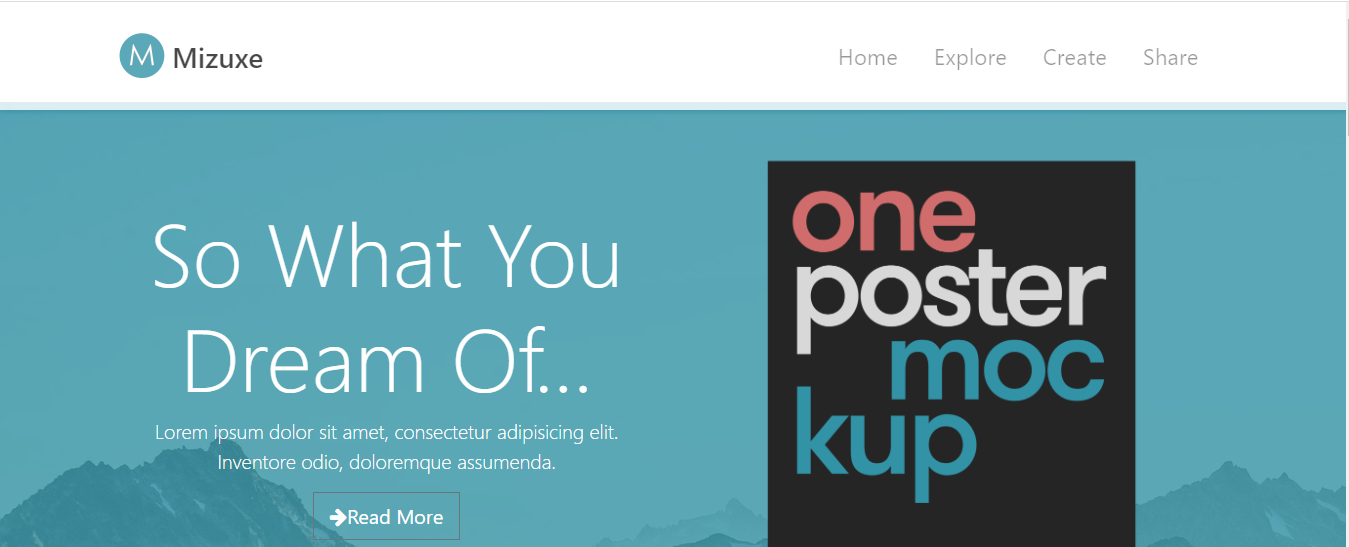 M Mizuxe
Home Explore Create Share
So What You
Dream Of...
Lorem ipsum dolor sit amet, consectetur adipisicing elit.
Inventore odio, doloremque assumenda.
Read More
one
poster
moc
kup